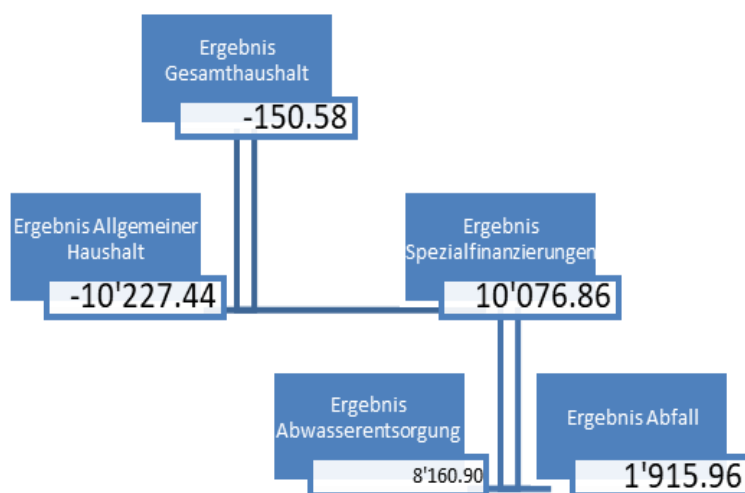 Ergebnis
Gesamthaushalt
-150.58
Ergebnis Allgemeiner
Haushalt
-10'227.44
Ergebnis
Spezialfinanzierungen
10'076.86
Ergebnis
Abwasserentsorgung
8'160.90
Ergebnis Abfall
1'915.96